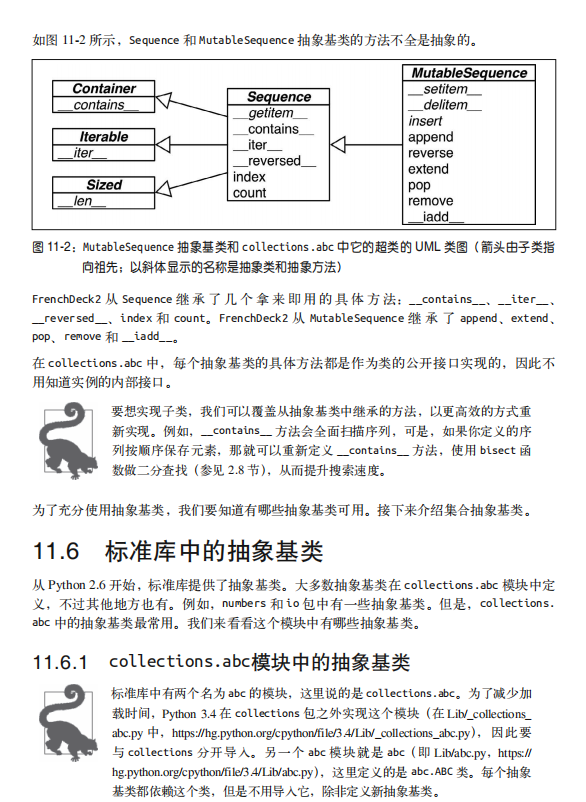 如图 11-2 所示，Sequence 和 MutableSequence 抽象基类的方法不全是抽象的。
Container
__contains__
Iterable
__iter__
Sized
__len__
Sequence
__getitem__
__contains__
__iter__
__reversed__
index
count
MutableSequence
__setitem__
__delitem__
insert
append
reverse
extend
pop
remove
__iadd__
图 11-2：MutableSequence 抽象基类和 collections.abc 中它的超类的 UML 类图（箭头由子类指
向祖先；以斜体显示的名称是抽象类和抽象方法）
FrenchDeck2 从 Sequence 继承了几个拿来即用的具体方法：__contains__、__iter__、
__reversed__、index 和 count。FrenchDeck2 从 MutableSequence 继承了 append、extend、
pop、remove 和 __iadd__。
在 collections.abc 中，每个抽象基类的具体方法都是作为类的公开接口实现的，因此不
用知道实例的内部接口。
要想实现子类，我们可以覆盖从抽象基类中继承的方法，以更高效的方式重
新实现。例如，__contains__ 方法会全面扫描序列，可是，如果你定义的序
列按顺序保存元素，那就可以重新定义 __contains__ 方法，使用 bisect 函
数做二分查找（参见 2.8 节），从而提升搜索速度。
为了充分使用抽象基类，我们要知道有哪些抽象基类可用。接下来介绍集合抽象基类。
11.6 标准库中的抽象基类
从 Python 2.6 开始，标准库提供了抽象基类。大多数抽象基类在 collections.abc 模块中定
义，不过其他地方也有。例如，numbers 和 io 包中有一些抽象基类。但是，collections.
abc 中的抽象基类最常用。我们来看看这个模块中有哪些抽象基类。
11.6.1 collections.abc模块中的抽象基类
标准库中有两个名为 abc 的模块，这里说的是 collections.abc。为了减少加
载时间，Python 3.4 在 collections 包之外实现这个模块（在 Lib/_collections_
abc.py 中，https://hg.python.org/cpython/file/3.4/Lib/_collections_abc.py），因此要
与 collections 分开导入。另一个 abc 模块就是 abc（即 Lib/abc.py，https://
hg.python.org/cpython/file/3.4/Lib/abc.py），这里定义的是 abc.ABC 类。每个抽象
基类都依赖这个类，但是不用导入它，除非定义新抽象基类。